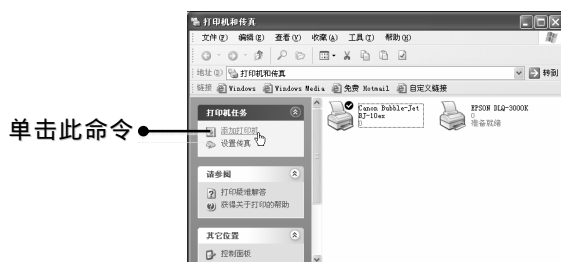 打印机和传真
文件(F) 编辑(E) 查看(V) 收藏(A) 工具(T) 帮助(H)
地址(D) 打印机和传真 转到
链接 Windows Windows Media 免费 Hotmail 自定义链接
打印机任务
添加打印机
设置传真
请参阅
打印疑难解答
获得关于打印的帮助
其它位置
控制面板
Canon Bubble-Jet
BJ-10ex
0
EPSON DLQ-3000K
0
准备就绪
单击此命令